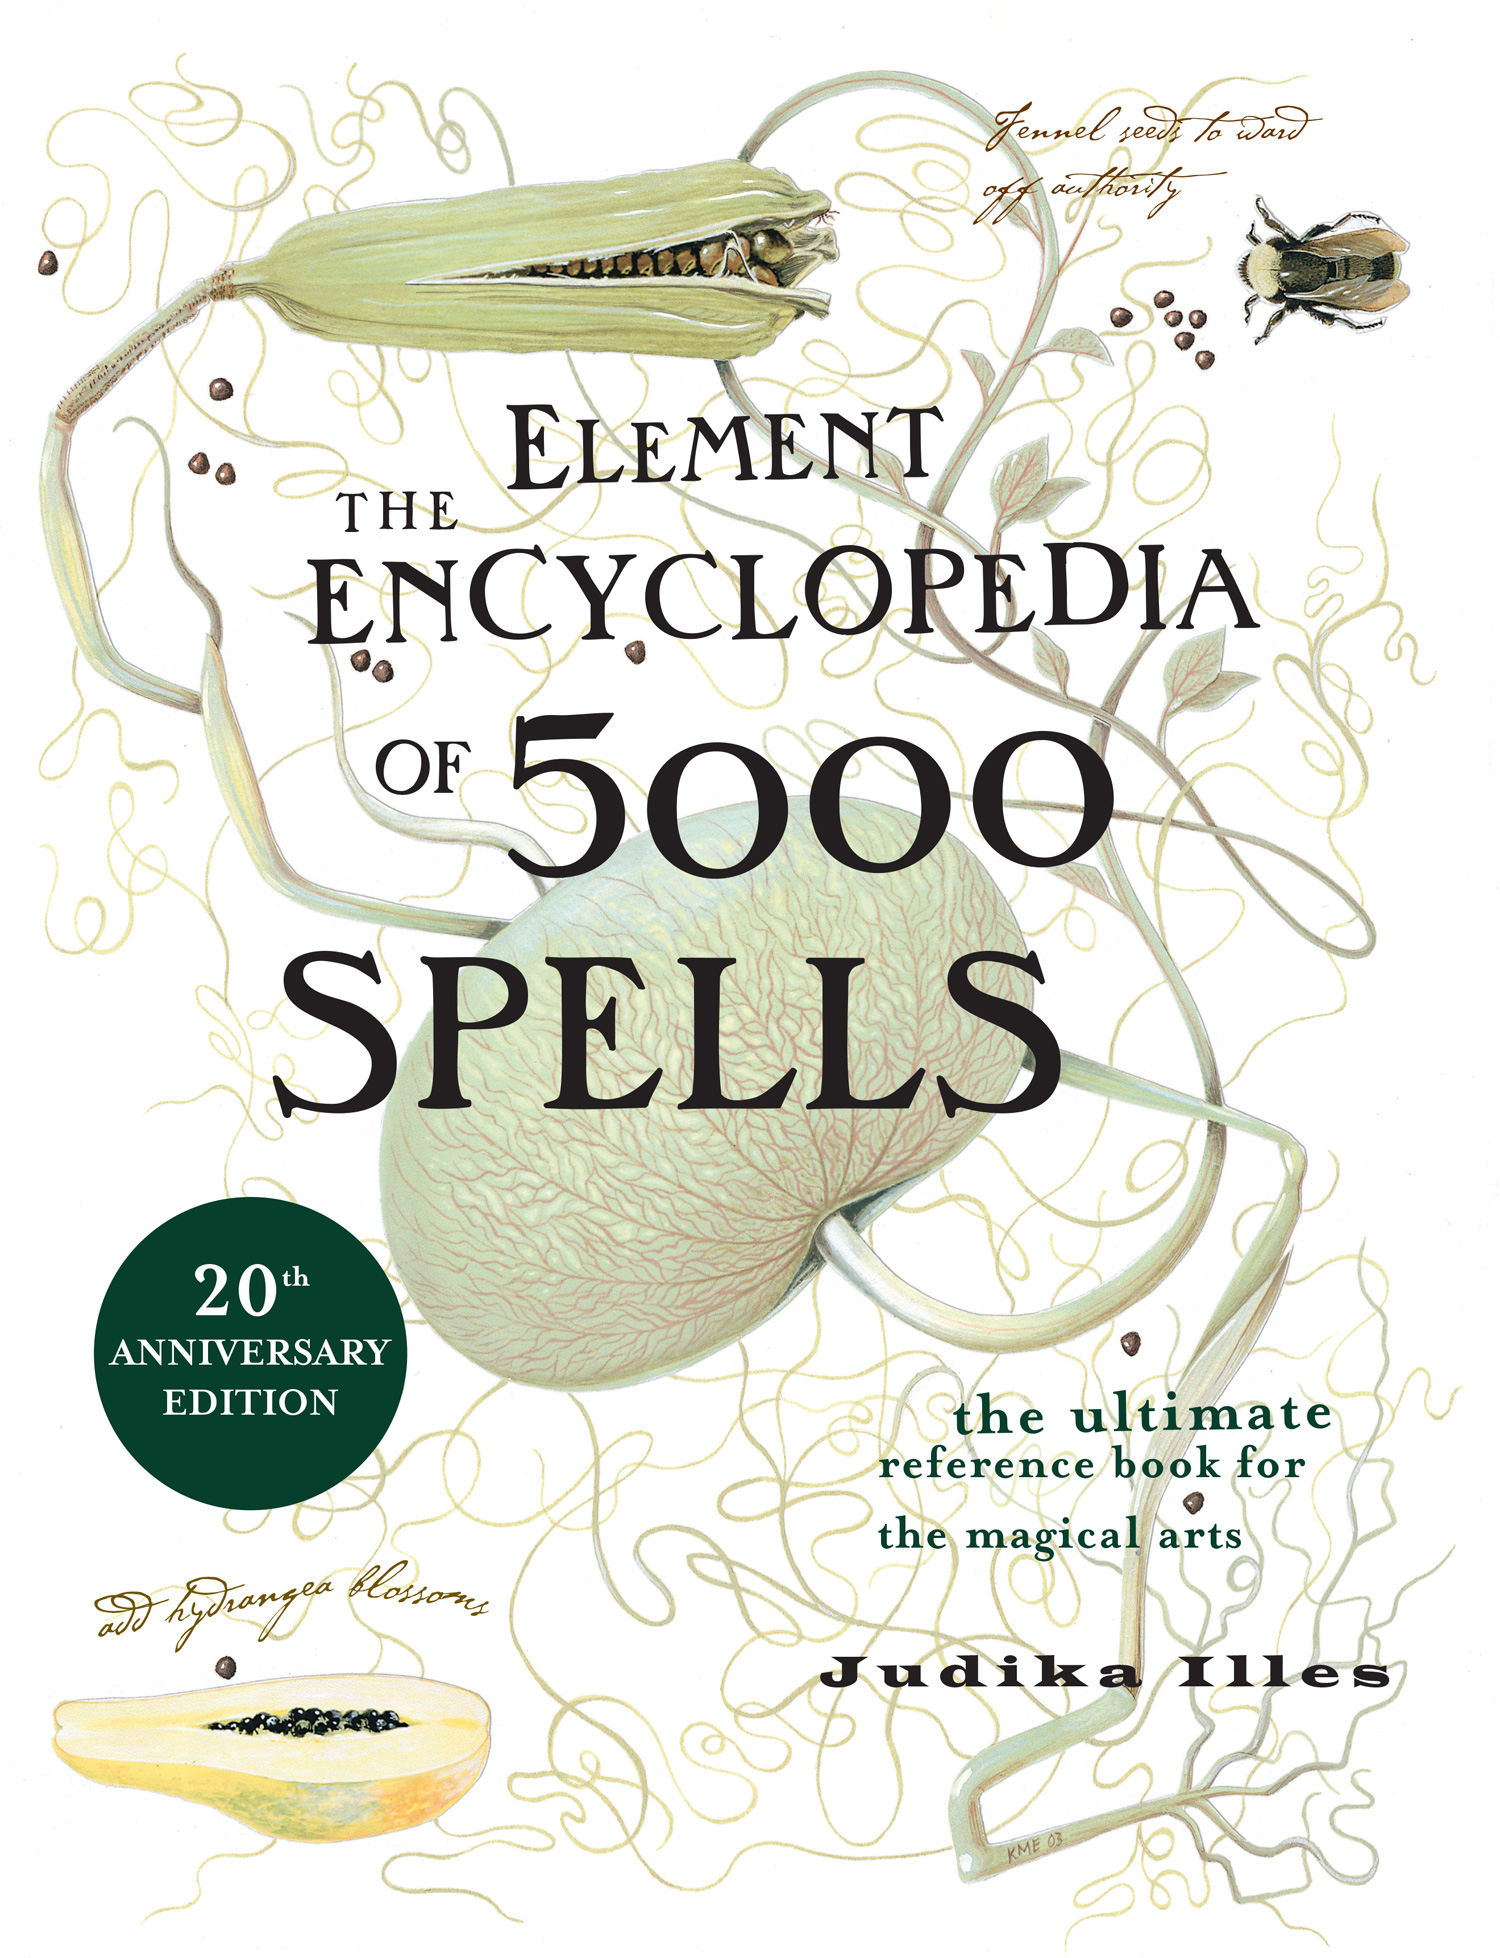 Fennel seeds to ward
off authority
ELEMENT
THE
ENCYCLOPEDIA
OF 5000
SPELLS
20th
ANNIVERSARY
EDITION
the ultimate
reference book for
the magical arts
add hydrangea blossoms
Judika Illes
KME 03